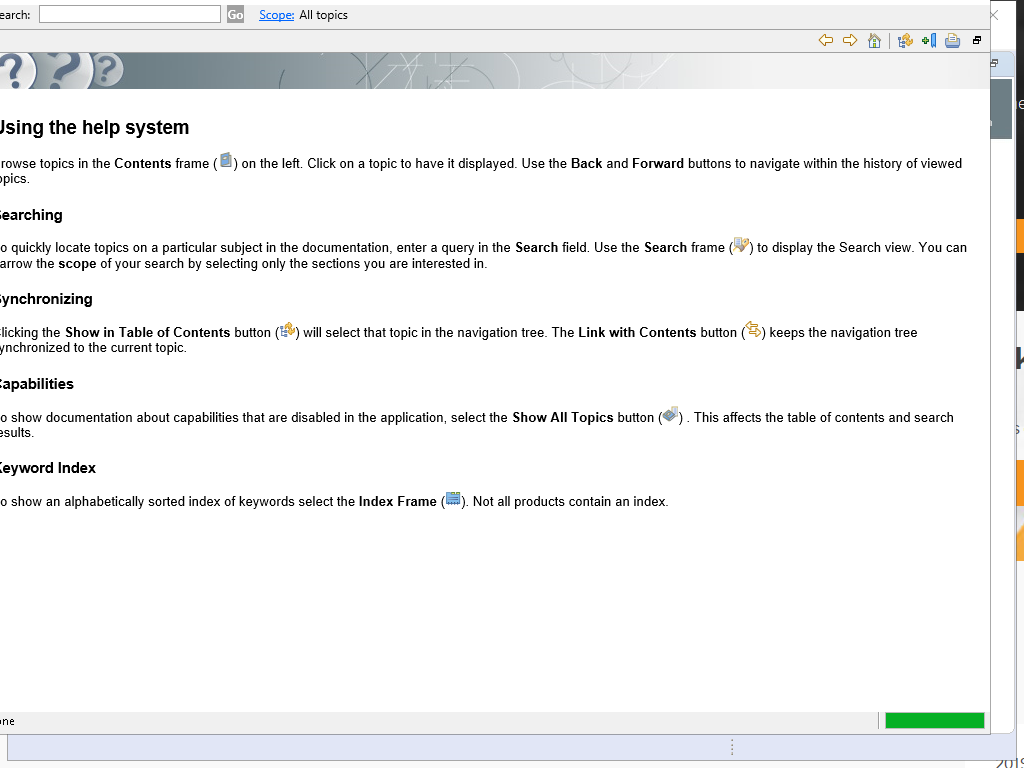 earch: Go Scope: All topics
Using the help system
rowse topics in the Contents frame ( ) on the left. Click on a topic to have it displayed. Use the Back and Forward buttons to navigate within the history of viewed
opics.
Searching
o quickly locate topics on a particular subject in the documentation, enter a query in the Search field. Use the Search frame ( ) to display the Search view. You can
arrow the scope of your search by selecting only the sections you are interested in.
Synchronizing
licking the Show in Table of Contents button ( ) will select that topic in the navigation tree. The Link with Contents button ( ) keeps the navigation tree
ynchronized to the current topic.
Capabilities
o show documentation about capabilities that are disabled in the application, select the Show All Topics button ( ) . This affects the table of contents and search
esults.
Keyword Index
o show an alphabetically sorted index of keywords select the Index Frame ( ). Not all products contain an index.
one
2019